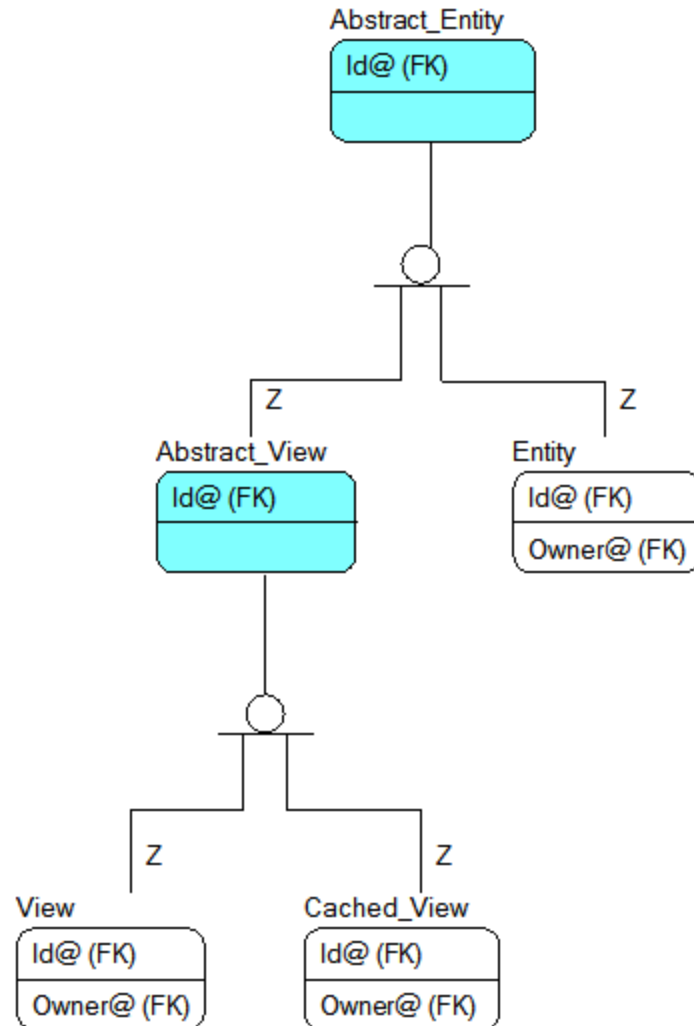 Abstract_Entity
Id@ (FK)
Z
Z
Abstract_View
Id@ (FK)
Entity
Id@ (FK)
Owner@ (FK)
Z
Z
View
Id@ (FK)
Owner@ (FK)
Cached_View
Id@ (FK)
Owner@ (FK)